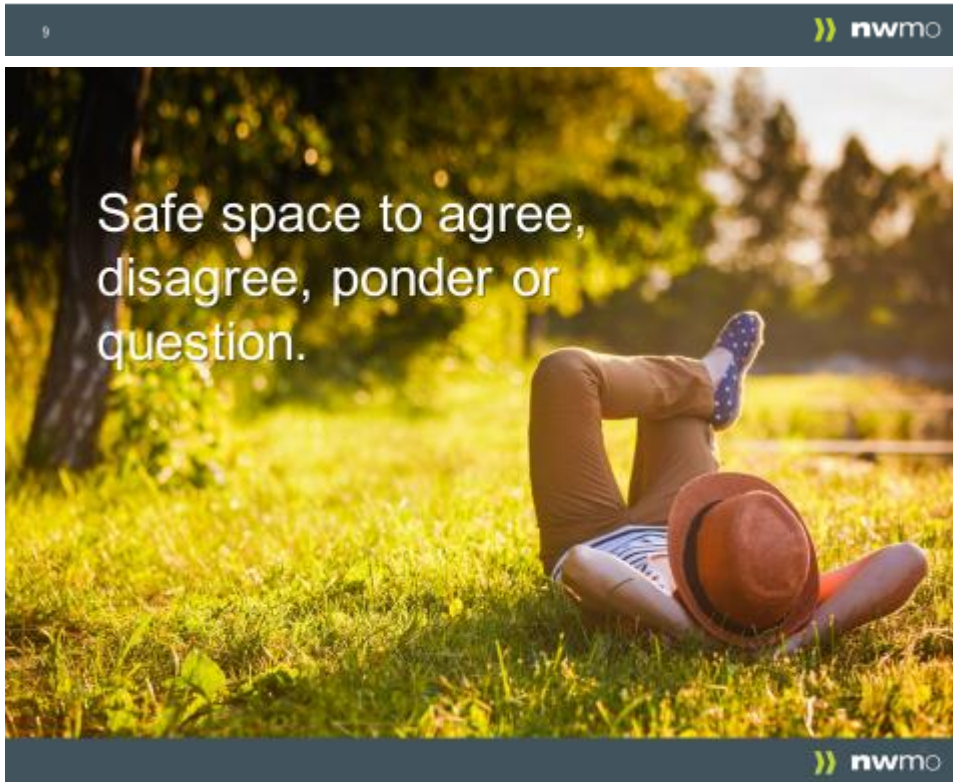 9
nwmo
Safe space to agree,
disagree, ponder or
question.
nwmo